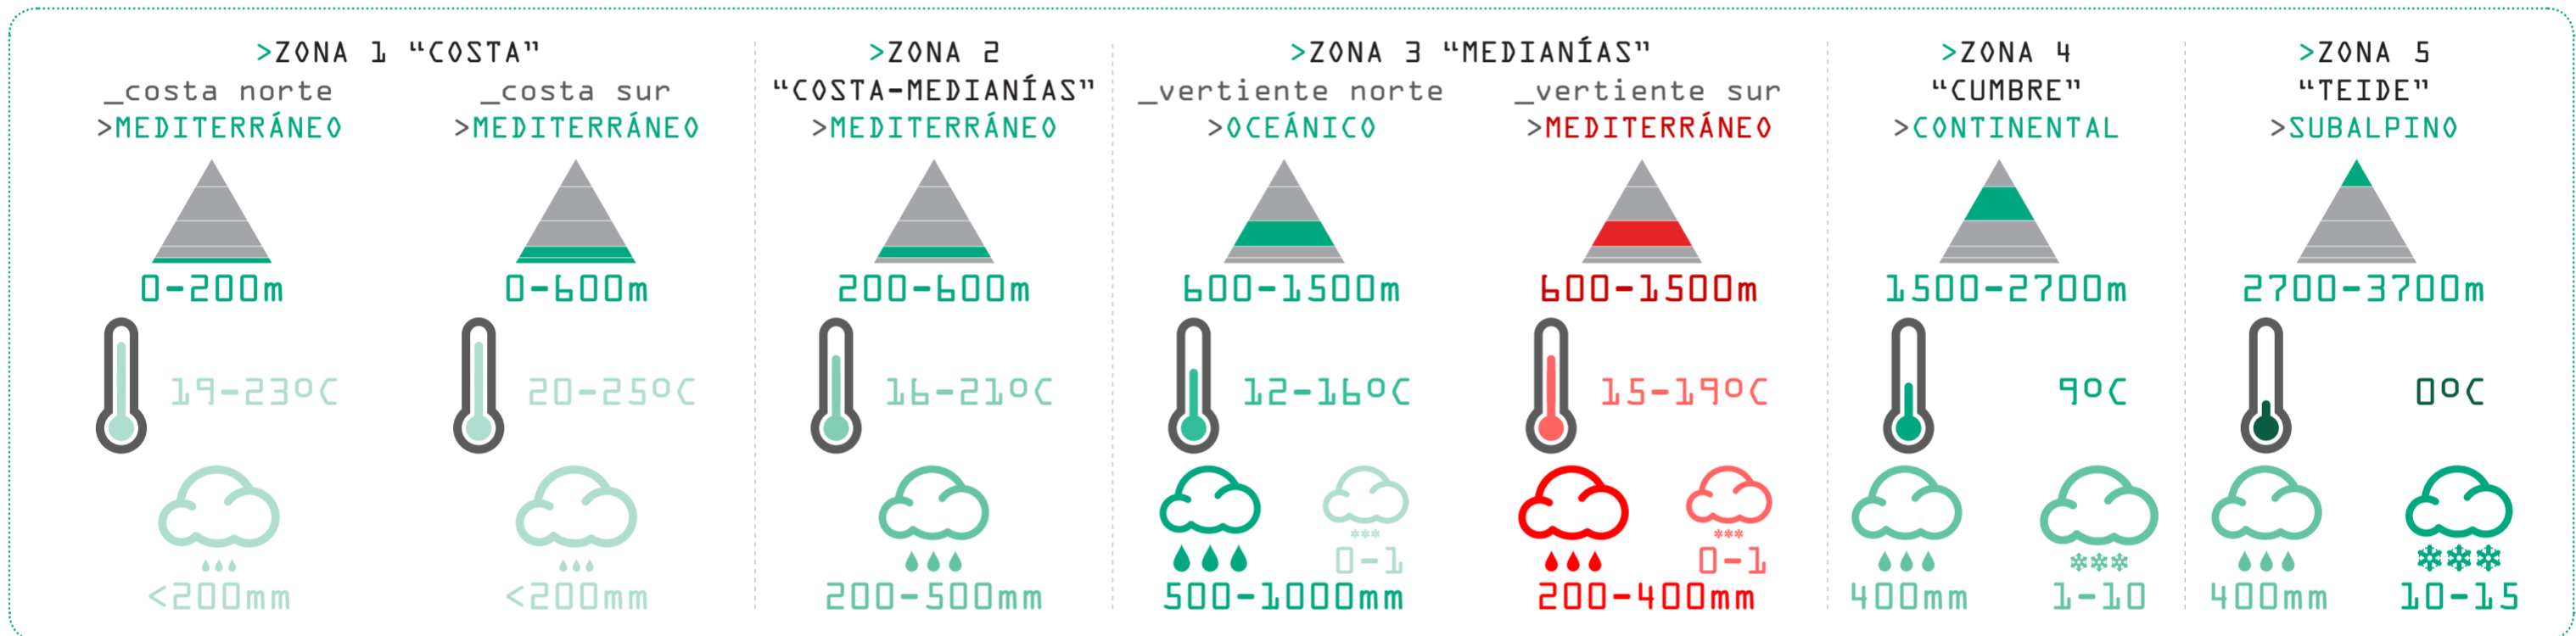 >ZONA 1 “COSTA”
_costa norte
>MEDITERRÁNEO
0-200m
19-23ºC
<200mm
_costa sur
>MEDITERRÁNEO
0-600m
20-25ºC
<200mm
>ZONA 2
“COSTA-MEDIANÍAS”
>MEDITERRÁNEO
200-600m
16-21ºC
200-500mm
>ZONA 3 “MEDIANÍAS”
_vertiente norte
>OCEÁNICO
600-1500m
12-16ºC
0-1
500-1000mm
_vertiente sur
>MEDITERRÁNEO
600-1500m
15-19ºC
0-1
200-400mm
>ZONA 4
“CUMBRE”
>CONTINENTAL
1500-2700m
9ºC
400mm
1-10
>ZONA 5
“TEIDE”
>SUBALPINO
2700-3700m
0ºC
400mm
10-15